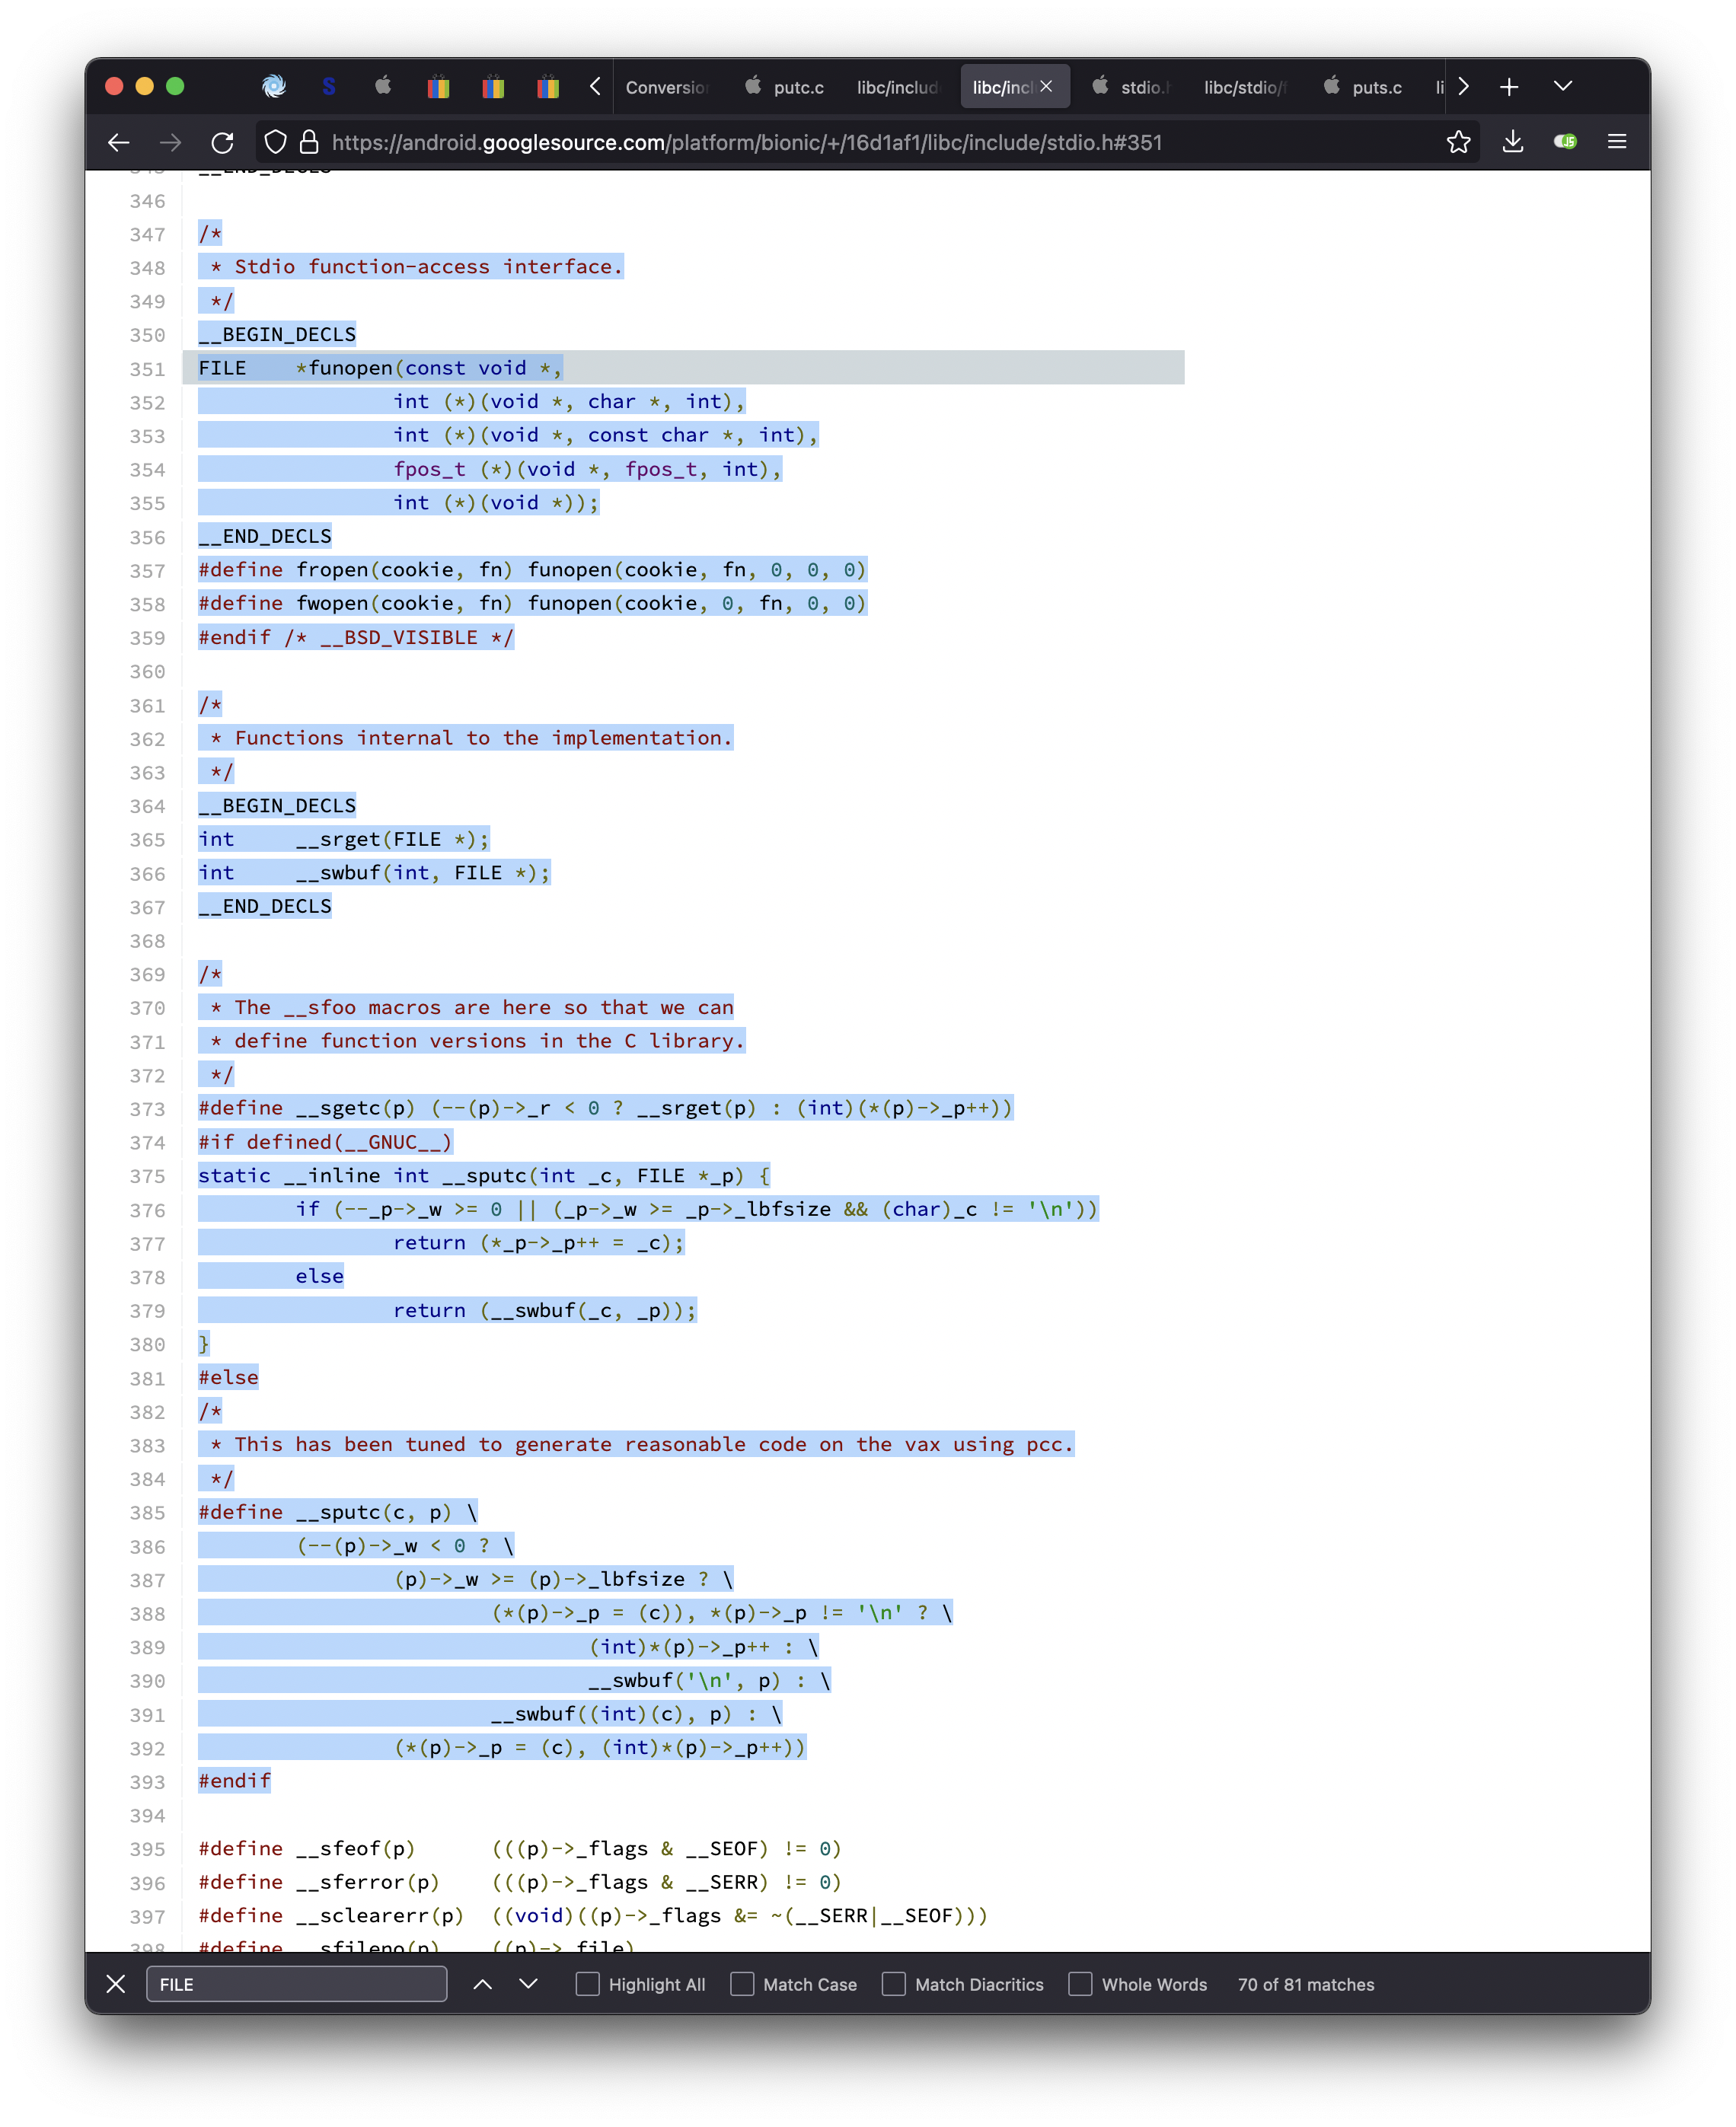 S
Conversion
putc.c
libc/includ
libc/incl
stdio.h
libc/stdio/f
puts.c
li
https://android.googlesource.com/platform/bionic/+/16d1af1/libc/include/stdio.h#351
345 __END_DECLS
346
347 /*
348  * Stdio function-access interface.
349  */
350 __BEGIN_DECLS
351 FILE    *funopen(const void *,
352                 int (*)(void *, char *, int),
353                 int (*)(void *, const char *, int),
354                 fpos_t (*)(void *, fpos_t, int),
355                 int (*)(void *));
356 __END_DECLS
357 #define fropen(cookie, fn) funopen(cookie, fn, 0, 0, 0)
358 #define fwopen(cookie, fn) funopen(cookie, 0, fn, 0, 0)
359 #endif /* __BSD_VISIBLE */
360
361 /*
362  * Functions internal to the implementation.
363  */
364 __BEGIN_DECLS
365 int     __srget(FILE *);
366 int     __swbuf(int, FILE *);
367 __END_DECLS
368
369 /*
370  * The __sfoo macros are here so that we can
371  * define function versions in the C library.
372  */
373 #define __sgetc(p) (--(p)->_r < 0 ? __srget(p) : (int)(*(p)->_p++))
374 #if defined(__GNUC__)
375 static __inline int __sputc(int _c, FILE *_p) {
376         if (--_p->_w >= 0 || (_p->_w >= _p->_lbfsize && (char)_c != '\n'))
377                 return (*_p->_p++ = _c);
378         else
379                 return (__swbuf(_c, _p));
380 }
381 #else
382 /*
383  * This has been tuned to generate reasonable code on the vax using pcc.
384  */
385 #define __sputc(c, p) \
386         (--(p)->_w < 0 ? \
387                 (p)->_w >= (p)->_lbfsize ? \
388                         (*(p)->_p = (c)), *(p)->_p != '\n' ? \
389                                 (int)*(p)->_p++ : \
390                                 __swbuf('\n', p) : \
391                         __swbuf((int)(c), p) : \
392                 (*(p)->_p = (c), (int)*(p)->_p++))
393 #endif
394
395 #define __sfeof(p)      (((p)->_flags & __SEOF) != 0)
396 #define __sferror(p)    (((p)->_flags & __SERR) != 0)
397 #define __sclearerr(p)  ((void)((p)->_flags &= ~(__SERR|__SEOF)))
398 #define __sfileno(p)    ((p)->_file)
FILE
Highlight All
Match Case
Match Diacritics
Whole Words
70 of 81 matches